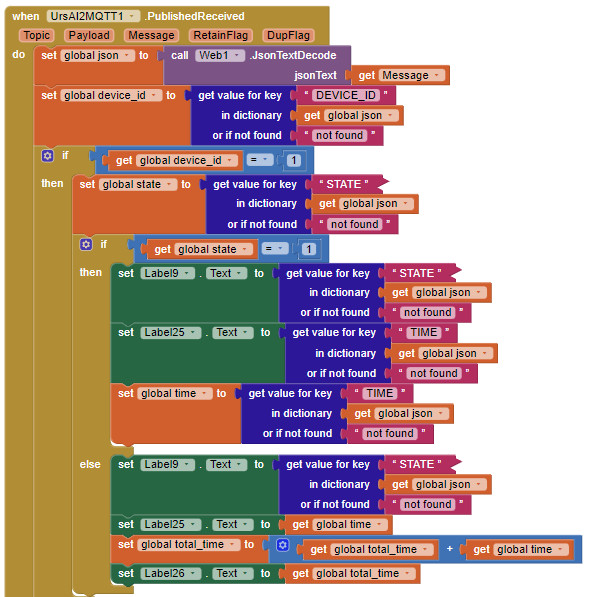 when UrsAI2MQTT1 .PublishedReceived
Topic Payload Message RetainFlag DupFlag
do set global json to call Web1 .JsonTextDecode
jsonText get Message
set global device_id to get value for key " DEVICE_ID "
in dictionary get global json
or if not found " not found "
if get global device_id = 1
then set global state to get value for key " STATE "
in dictionary get global json
or if not found " not found "
if get global state = 1
then set Label9 . Text to get value for key " STATE "
in dictionary get global json
or if not found " not found "
set Label25 . Text to get value for key " TIME "
in dictionary get global json
or if not found " not found "
set global time to get value for key " TIME "
in dictionary get global json
or if not found " not found "
else set Label9 . Text to get value for key " STATE "
in dictionary get global json
or if not found " not found "
set Label25 . Text to get global time
set global total_time to get global total_time + get global time
set Label26 . Text to get global total_time